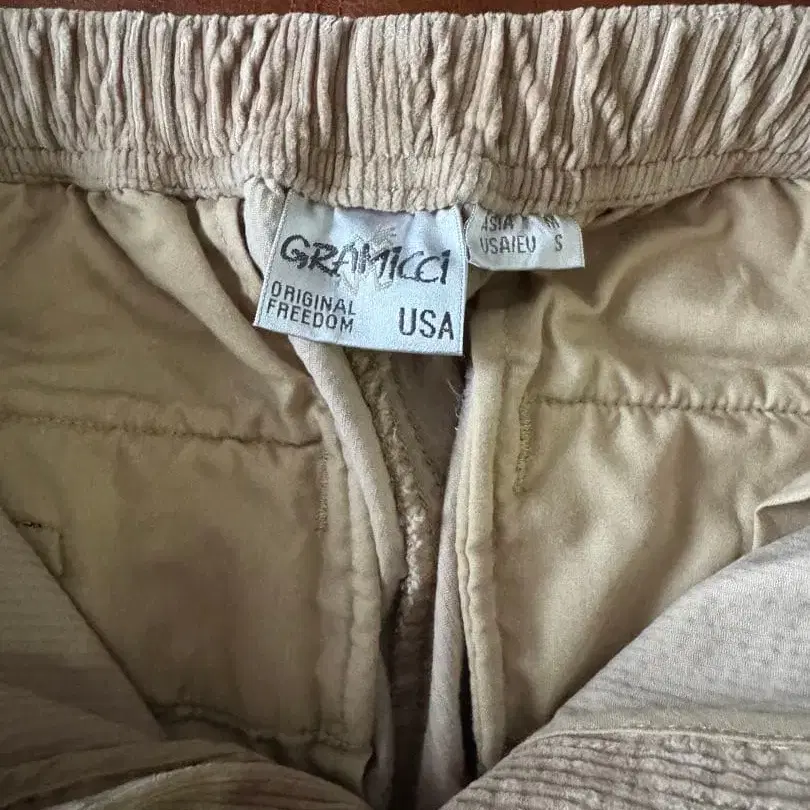 GRAMICCI
ORIGINAL
FREEDOM
USA
ASIA M
USA/EU S